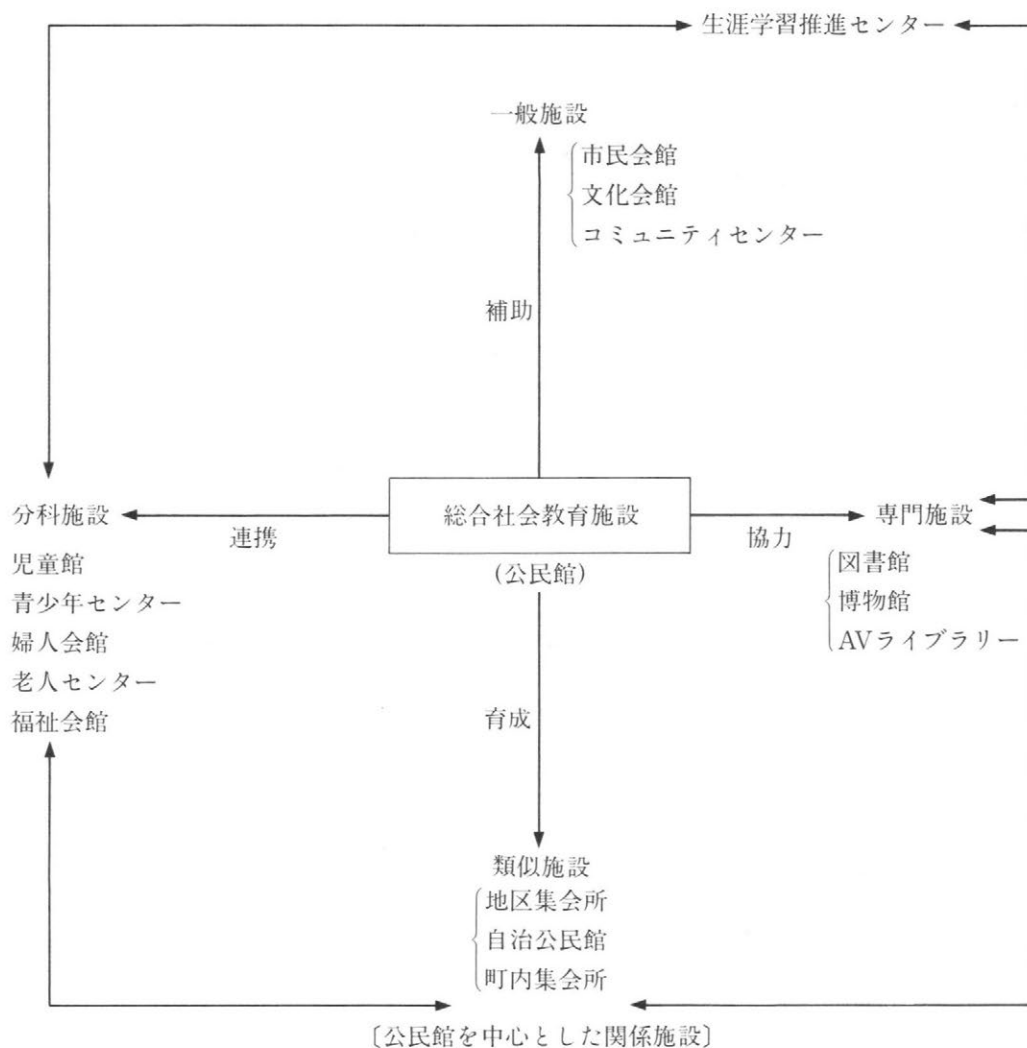 生涯学習推進センター
一般施設
市民会館
文化会館
コミュニティセンター
補助
分科施設
連携
総合社会教育施設
協力
専門施設
(公民館)
児童館
青少年センター
婦人会館
老人センター
福祉会館
図書館
博物館
AVライブラリー
育成
類似施設
地区集会所
自治公民館
町内集会所
〔公民館を中心とした関係施設〕